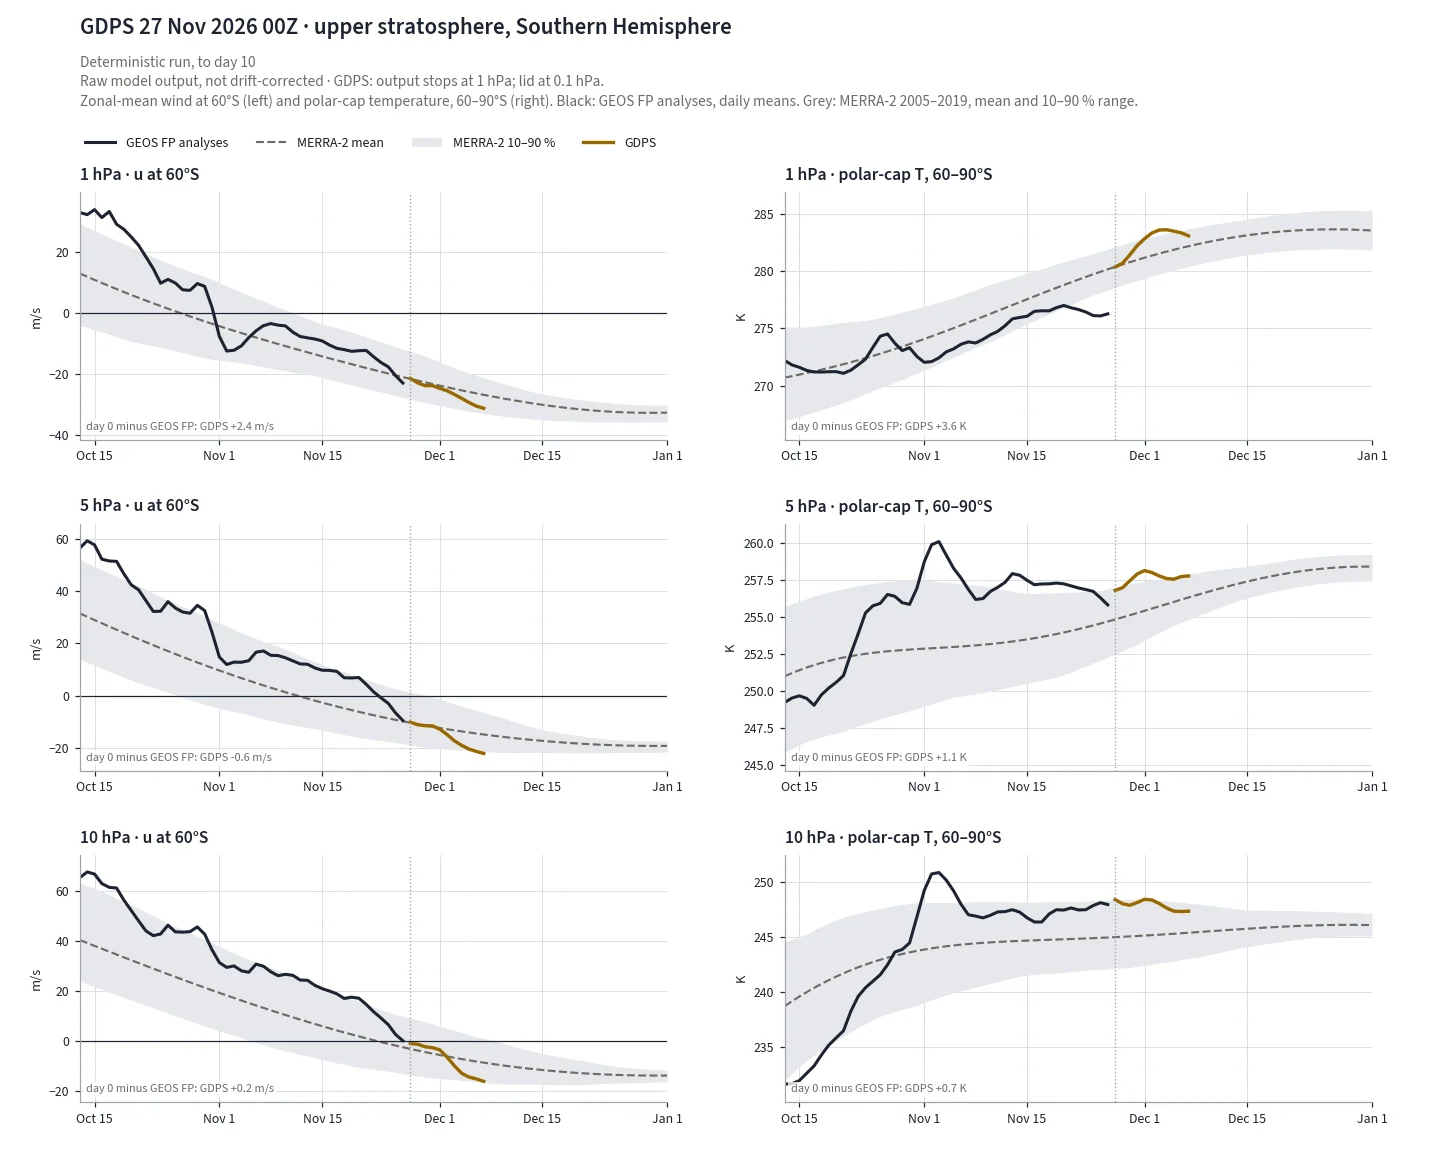 GDPS 27 Nov 2026 00Z · upper stratosphere, Southern Hemisphere
Deterministic run, to day 10
Raw model output, not drift-corrected · GDPS: output stops at 1 hPa; lid at 0.1 hPa.
Zonal-mean wind at 60°S (left) and polar-cap temperature, 60–90°S (right). Black: GEOS FP analyses, daily means. Grey: MERRA-2 2005–2019, mean and 10–90 % range.
GEOS FP analyses MERRA-2 mean MERRA-2 10–90 % GDPS
1 hPa · u at 60°S
20
0
−20
−40
m/s
day 0 minus GEOS FP: GDPS +2.4 m/s
Oct 15 Nov 1 Nov 15 Dec 1 Dec 15 Jan 1
1 hPa · polar-cap T, 60–90°S
285
280
275
270
K
day 0 minus GEOS FP: GDPS +3.6 K
Oct 15 Nov 1 Nov 15 Dec 1 Dec 15 Jan 1
5 hPa · u at 60°S
60
40
20
0
−20
m/s
day 0 minus GEOS FP: GDPS -0.6 m/s
Oct 15 Nov 1 Nov 15 Dec 1 Dec 15 Jan 1
5 hPa · polar-cap T, 60–90°S
260.0
257.5
255.0
252.5
250.0
247.5
245.0
K
day 0 minus GEOS FP: GDPS +1.1 K
Oct 15 Nov 1 Nov 15 Dec 1 Dec 15 Jan 1
10 hPa · u at 60°S
60
40
20
0
−20
m/s
day 0 minus GEOS FP: GDPS +0.2 m/s
Oct 15 Nov 1 Nov 15 Dec 1 Dec 15 Jan 1
10 hPa · polar-cap T, 60–90°S
250
245
240
235
K
day 0 minus GEOS FP: GDPS +0.7 K
Oct 15 Nov 1 Nov 15 Dec 1 Dec 15 Jan 1